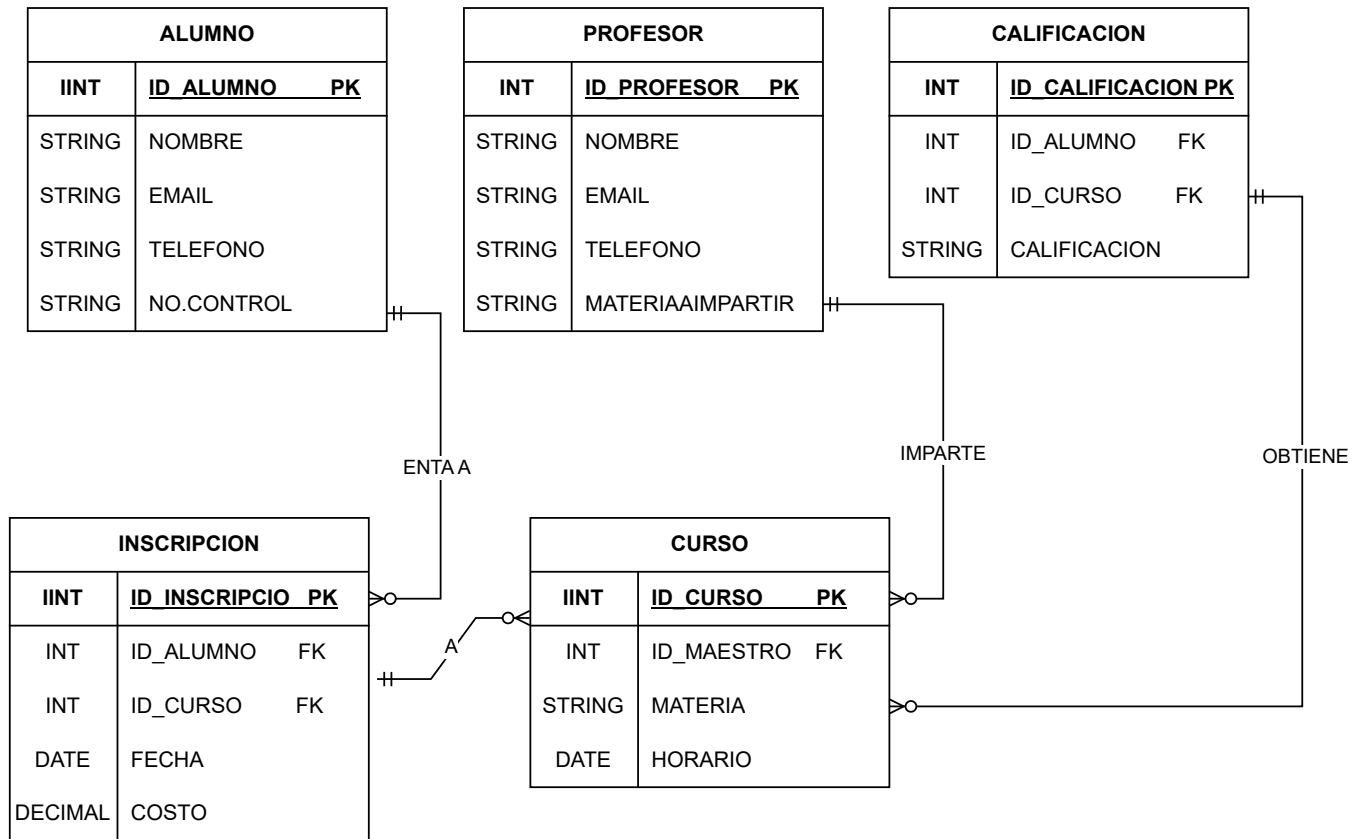 ALUMNO
IINT ID_ALUMNO PK
STRING NOMBRE
STRING EMAIL
STRING TELEFONO
STRING NO.CONTROL
PROFESOR
INT ID_PROFESOR PK
STRING NOMBRE
STRING EMAIL
STRING TELEFONO
STRING MATERIAAIMPARTIR
CALIFICACION
INT ID_CALIFICACION PK
INT ID_ALUMNO FK
INT ID_CURSO FK
STRING CALIFICACION
ENTA A
IMPARTE
OBTIENE
INSCRIPCION
IINT ID_INSCRIPCIO PK
INT ID_ALUMNO FK
INT ID_CURSO FK
DATE FECHA
DECIMAL COSTO
A
CURSO
IINT ID_CURSO PK
INT ID_MAESTRO FK
STRING MATERIA
DATE HORARIO